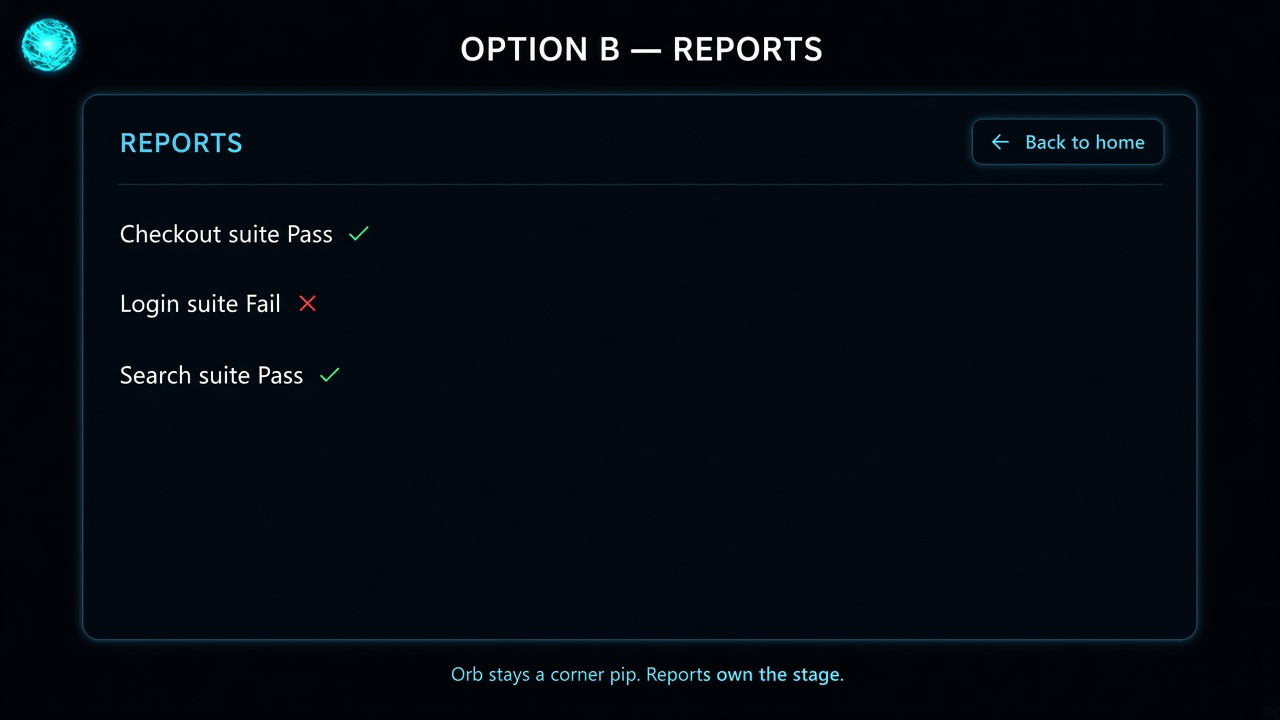 OPTION B — REPORTS
REPORTS
← Back to home
Checkout suite Pass ✓
Login suite Fail ✕
Search suite Pass ✓
Orb stays a corner pip. Reports own the stage.